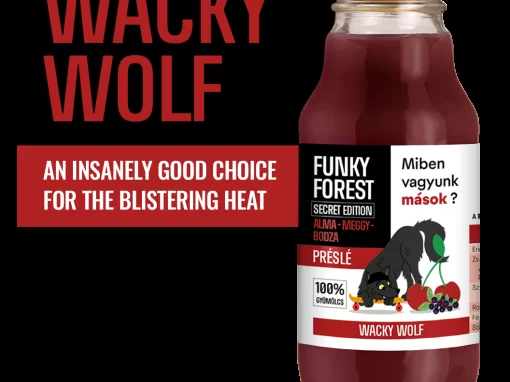 WACKY
WOLF
AN INSANELY GOOD CHOICE
FOR THE BLISTERING HEAT
FUNKY
FOREST
SECRET EDITION
ALMA - MEGGY -
BODZA
PRÉSLÉ
100%
GYÜMÖLCS
WACKY WOLF
Miben
vagyunk
mások?